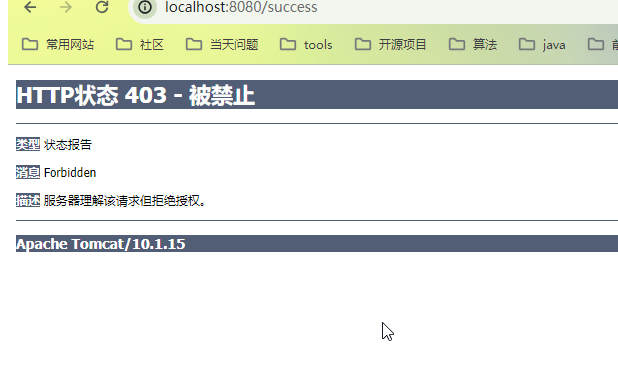 localhost:8080/success
常用网站 社区 当天问题 tools 开源项目 算法 java
HTTP状态 403 - 被禁止
类型 状态报告
消息 Forbidden
描述 服务器理解该请求但拒绝授权。
Apache Tomcat/10.1.15